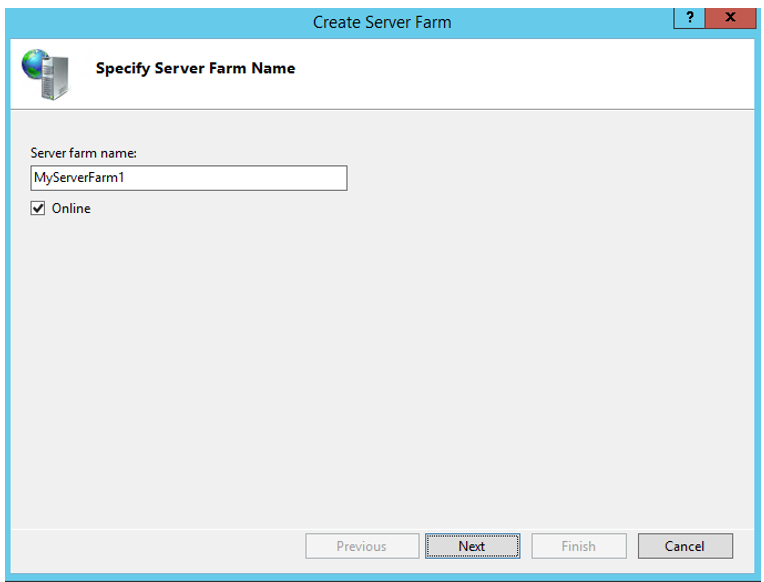 Create Server Farm
? x
Specify Server Farm Name
Server farm name:
MyServerFarm1
Online
Previous Next Finish Cancel